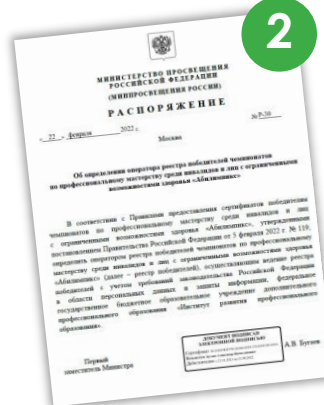 2
МИНИСТЕРСТВО ПРОСВЕЩЕНИЯ
РОССИЙСКОЙ ФЕДЕРАЦИИ
(МИНПРОСВЕЩЕНИЯ РОССИИ)
РАСПОРЯЖЕНИЕ
« 22 » февраля 2022 г.
№ Р-30
Москва
Об определении оператора реестра победителей чемпионатов
по профессиональному мастерству среди инвалидов и лиц с ограниченными
возможностями здоровья «Абилимпикс»
В соответствии с Правилами предоставления сертификатов победителям
чемпионатов по профессиональному мастерству среди инвалидов и лиц
с ограниченными возможностями здоровья «Абилимпикс», утвержденными
постановлением Правительства Российской Федерации от 3 февраля 2022 г. № 119,
определить оператором реестра победителей чемпионатов по профессиональному
мастерству среди инвалидов и лиц с ограниченными возможностями здоровья
«Абилимпикс» (далее – реестр победителей), осуществляющим ведение реестра
победителей с учетом требований законодательства Российской Федерации
в области персональных данных и защиты информации, федеральное
государственное бюджетное образовательное учреждение дополнительного
профессионального образования «Институт развития профессионального
образования».
Первый
заместитель Министра
ДОКУМЕНТ ПОДПИСАН
ЭЛЕКТРОННОЙ ПОДПИСЬЮ
А.В. Бугаев